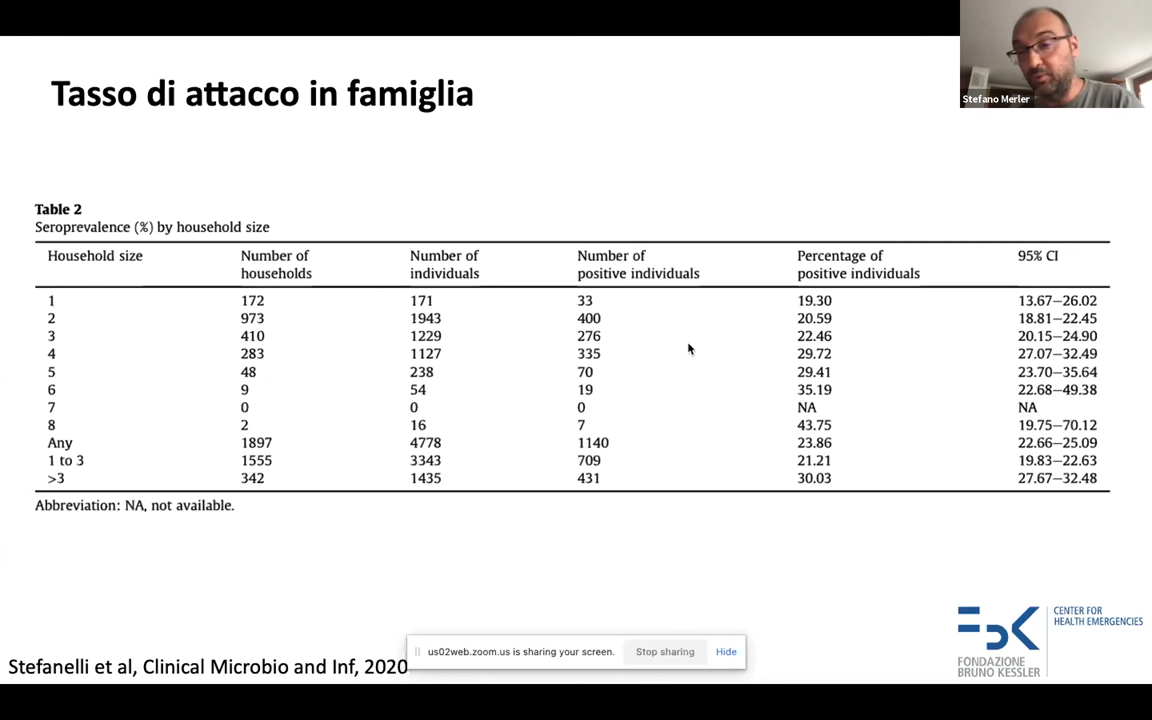 Tasso di attacco in famiglia
Stefano Merler
Table 2
Seroprevalence (%) by household size
Household size Number of households Number of individuals Number of positive individuals Percentage of positive individuals 95% CI
1 172 171 33 19.30 13.67–26.02
2 973 1943 400 20.59 18.81–22.45
3 410 1229 276 22.46 20.15–24.90
4 283 1127 335 29.72 27.07–32.49
5 48 238 70 29.41 23.70–35.64
6 9 54 19 35.19 22.68–49.38
7 0 0 0 NA NA
8 2 16 7 43.75 19.75–70.12
Any 1897 4778 1140 23.86 22.66–25.09
1 to 3 1555 3343 709 21.21 19.83–22.63
>3 342 1435 431 30.03 27.67–32.48
Abbreviation: NA, not available.
us02web.zoom.us is sharing your screen. Stop sharing Hide
Stefanelli et al, Clinical Microbio and Inf, 2020
FBK
CENTER FOR
HEALTH EMERGENCIES
FONDAZIONE
BRUNO KESSLER